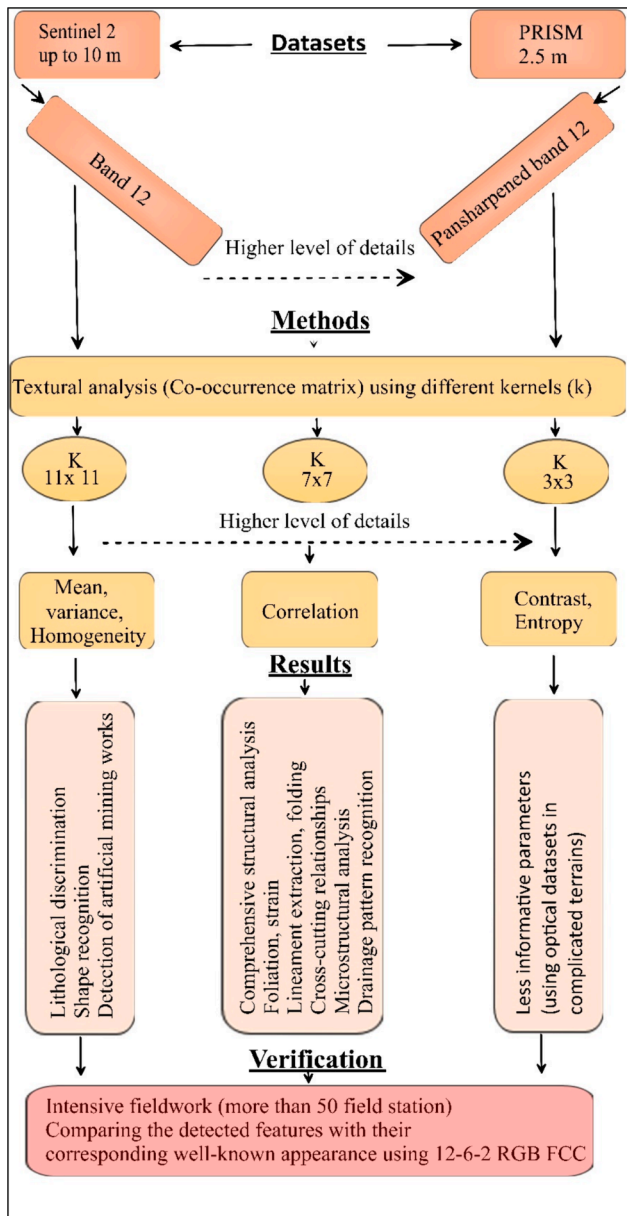 Sentinel 2
up to 10 m
Datasets
PRISM
2.5 m
Band 12
Pansharpened band 12
Higher level of details
Methods
Textural analysis (Co-occurrence matrix) using different kernels (k)
K
11x 11
K
7x7
K
3x3
Higher level of details
Mean,
variance,
Homogeneity
Correlation
Contrast,
Entropy
Results
Lithological discrimination
Shape recognition
Detection of artificial mining works
Comprehensive structural analysis
Foliation, strain
Lineament extraction, folding
Cross-cutting relationships
Microstructural analysis
Drainage pattern recognition
Less informative parameters
(using optical datasets in
complicated terrains)
Verification
Intensive fieldwork (more than 50 field station)
Comparing the detected features with their
corresponding well-known appearance using 12-6-2 RGB FCC